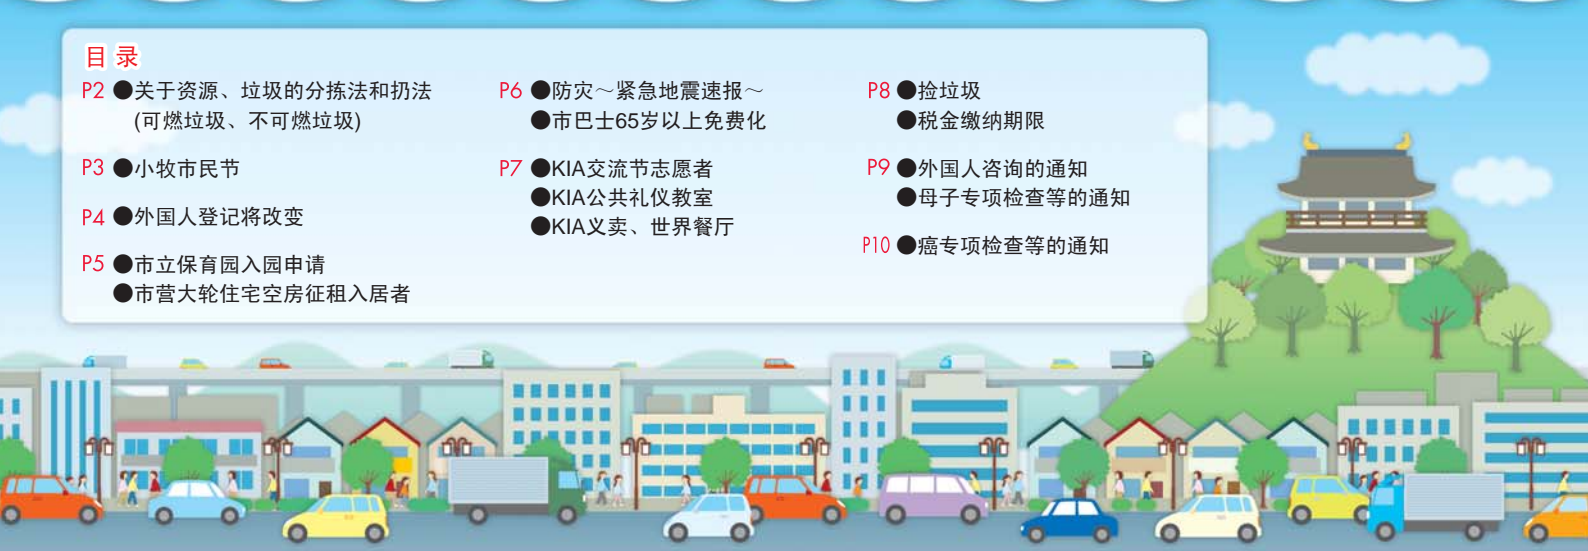 目录
P2 ●关于资源、垃圾的分拣法和扔法
(可燃垃圾、不可燃垃圾)
P3 ●小牧市民节
P4 ●外国人登记将改变
P5 ●市立保育园入园申请
●市营大轮住宅空房征租入居者
P6 ●防灾～紧急地震速报～
●市巴士65岁以上免费化
P7 ●KIA交流节志愿者
●KIA公共礼仪教室
●KIA义卖、世界餐厅
P8 ●捡垃圾
●税金缴纳期限
P9 ●外国人咨询的通知
●母子专项检查等的通知
P10 ●癌专项检查等的通知